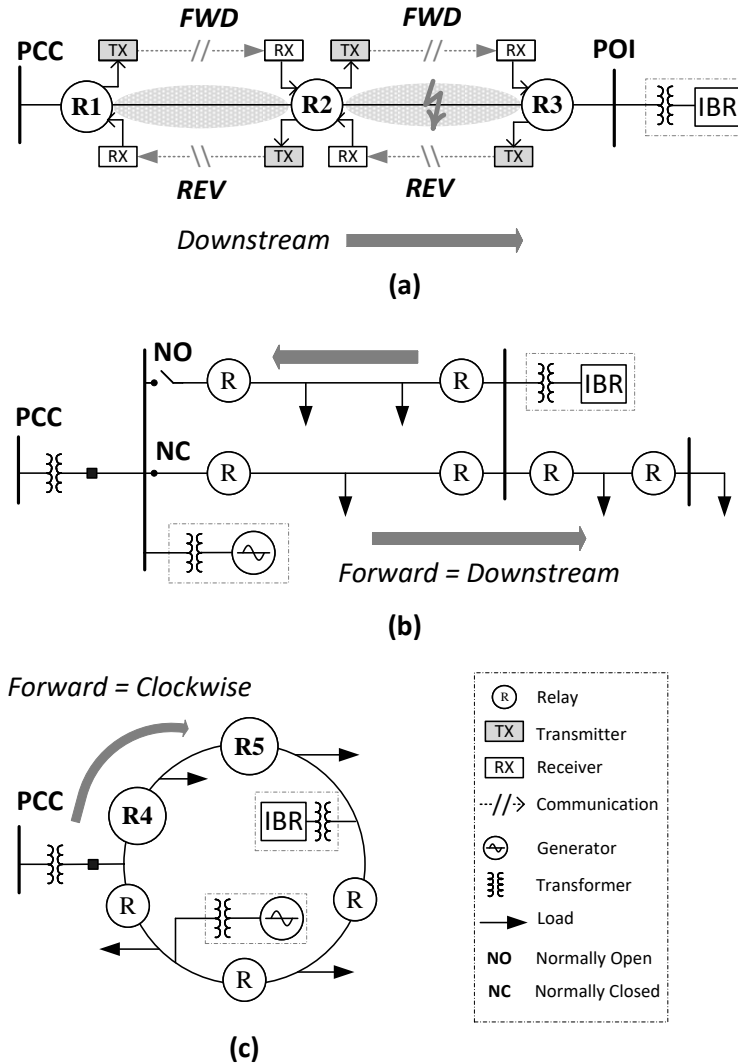 FWD
FWD
PCC
TX
RX
TX
RX
POI
R1
R2
R3
IBR
RX
TX
RX
TX
REV
REV
Downstream
(a)
NO
R
R
IBR
PCC
NC
R
R
R
R
Forward = Downstream
(b)
Forward = Clockwise
R5
PCC
R4
IBR
R
R
R
(c)
R Relay
TX Transmitter
RX Receiver
Communication
Generator
Transformer
Load
NO Normally Open
NC Normally Closed